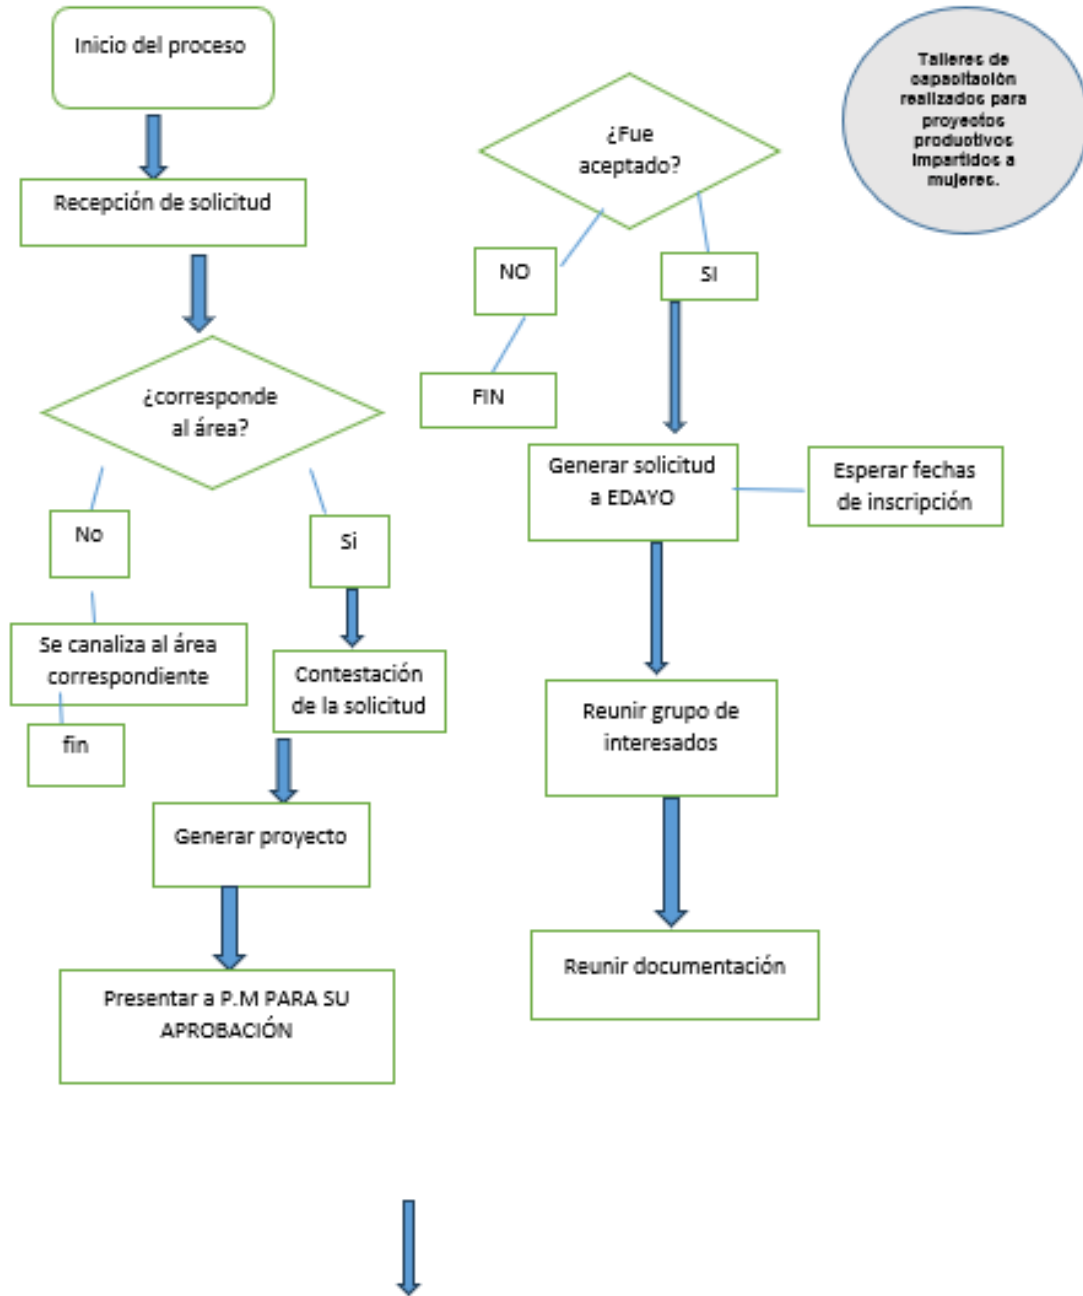 Inicio del proceso
Recepción de solicitud
¿corresponde
al área?
No
Si
Se canaliza al área
correspondiente
fin
Contestación
de la solicitud
Generar proyecto
Presentar a P.M PARA SU
APROBACIÓN
¿Fue
aceptado?
NO
SI
FIN
Generar solicitud
a EDAYO
Esperar fechas
de inscripción
Reunir grupo de
interesados
Reunir documentación
Talleres de
capacitación
realizados para
proyectos
productivos
impartidos a
mujeres.